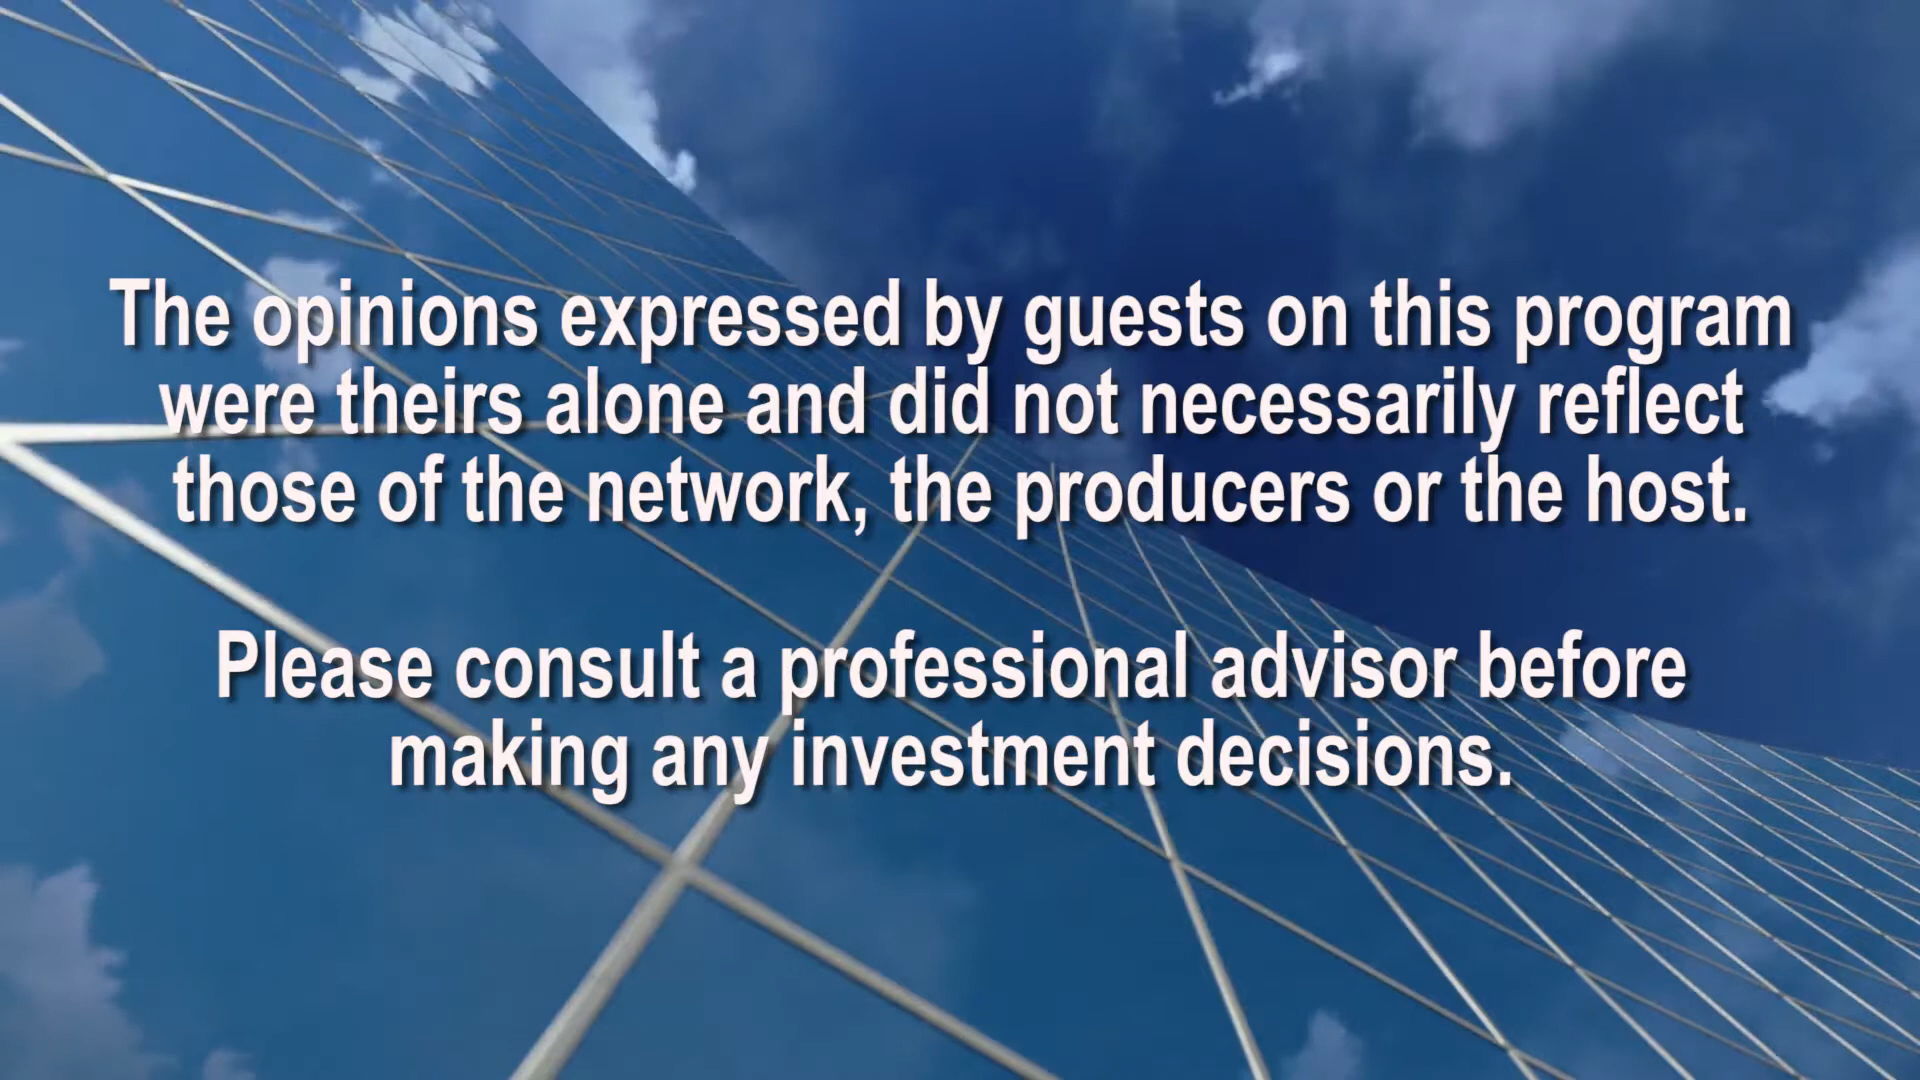 The opinions expressed by guests on this program
were theirs alone and did not necessarily reflect
those of the network, the producers or the host.
Please consult a professional advisor before
making any investment decisions.